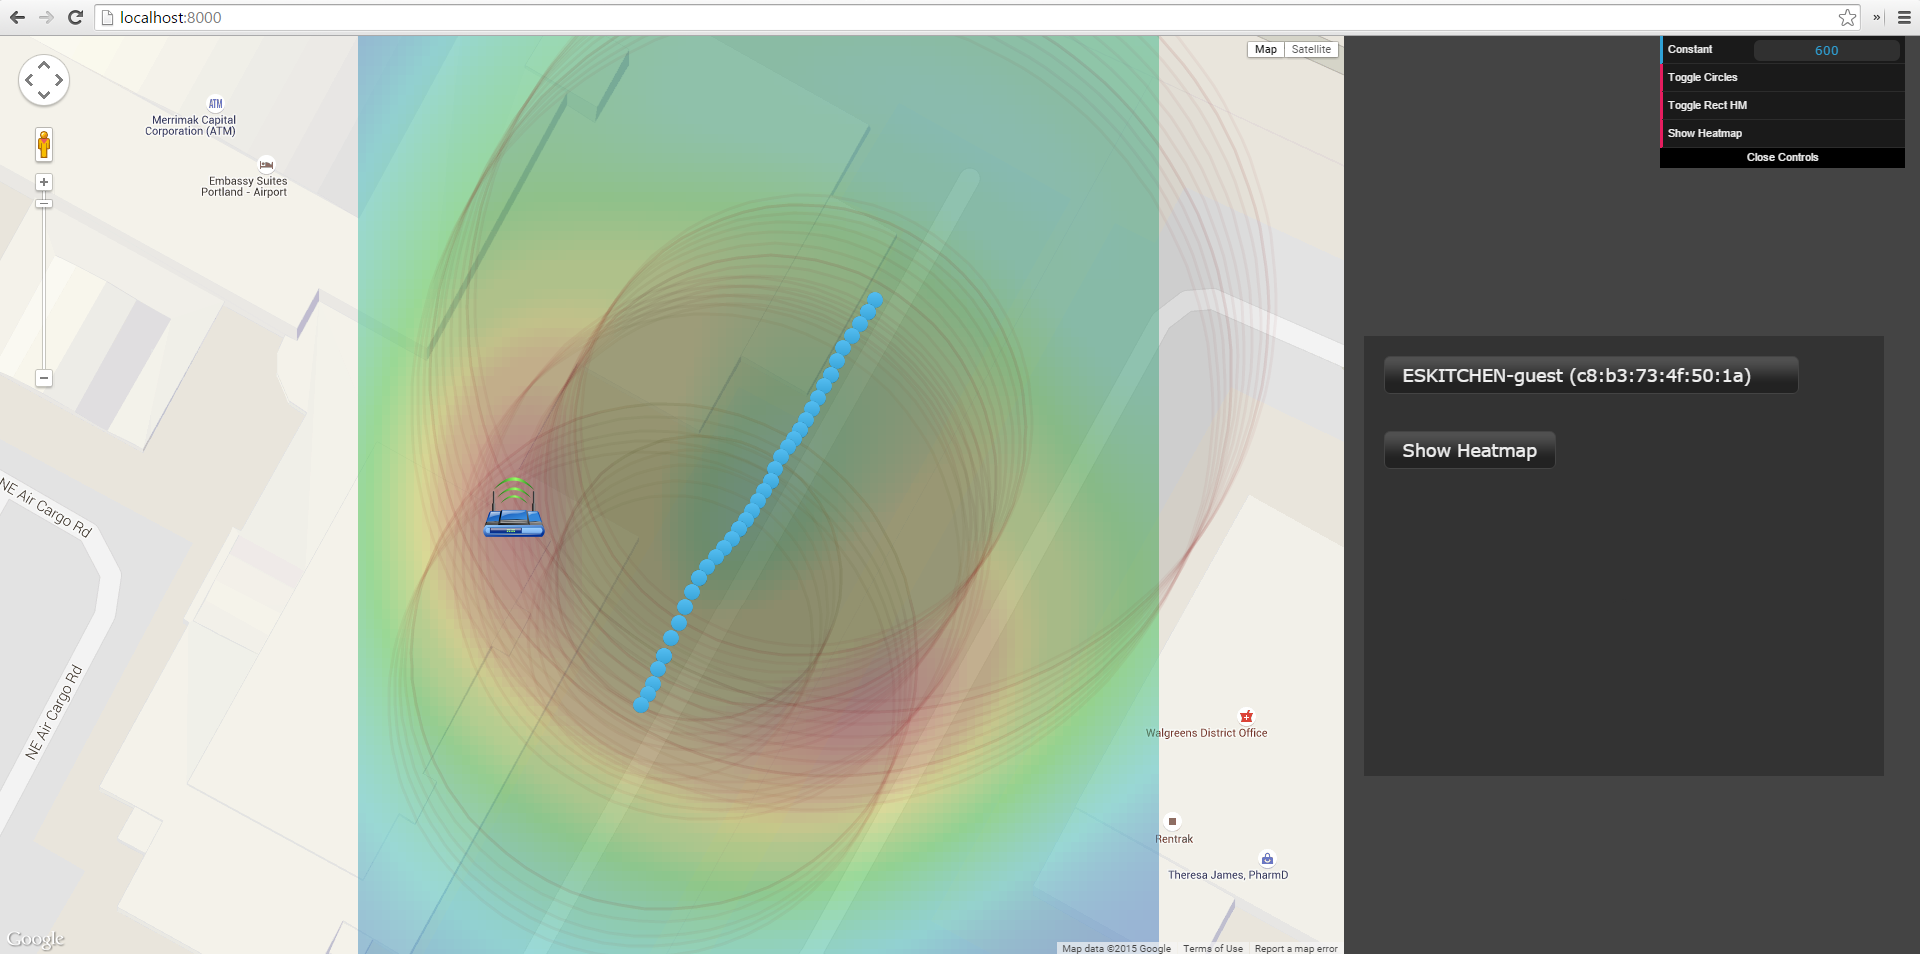 localhost:8000
»
Map
Satellite
Constant
600
Toggle Circles
Toggle Rect HM
Show Heatmap
Close Controls
ATM
Merrimak Capital
Corporation (ATM)
Embassy Suites
Portland - Airport
ESKITCHEN-guest (c8:b3:73:4f:50:1a)
Show Heatmap
NE Air Cargo Rd
NE Air Cargo Rd
Walgreens District Office
Rentrak
Theresa James, PharmD
Google
Map data ©2015 Google
Terms of Use
Report a map error